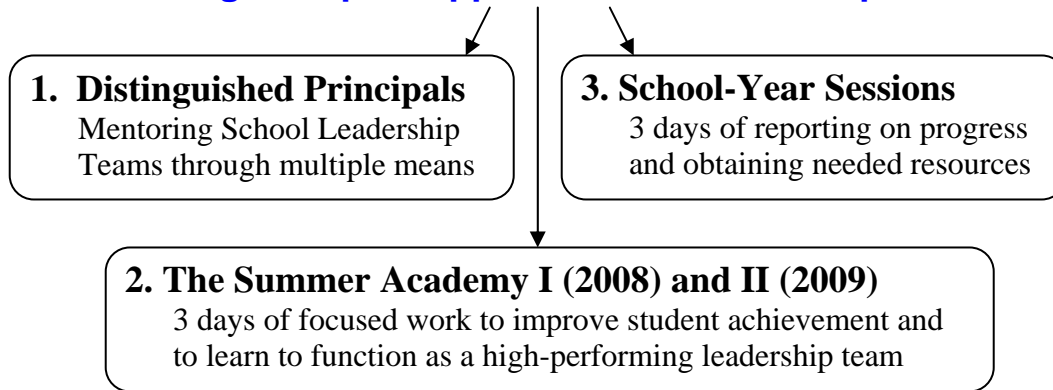 1. Distinguished Principals
Mentoring School Leadership
Teams through multiple means
3. School-Year Sessions
3 days of reporting on progress
and obtaining needed resources
2. The Summer Academy I (2008) and II (2009)
3 days of focused work to improve student achievement and
to learn to function as a high-performing leadership team